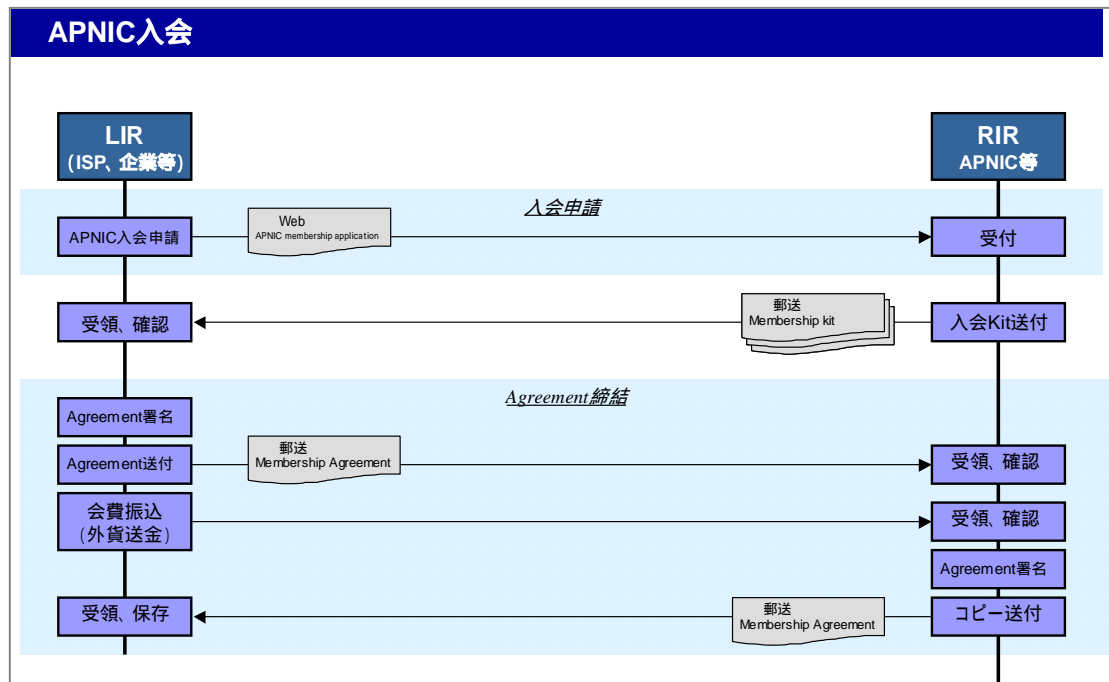 APNIC入会
LIR
(ISP、企業等)
RIR
APNIC等
入会申請
APNIC入会申請
Web
APNIC membership application
受付
受領、確認
郵送
Membership kit
入会Kit送付
Agreement締結
Agreement署名
Agreement送付
郵送
Membership Agreement
受領、確認
会費振込
(外貨送金)
受領、確認
Agreement署名
受領、保存
郵送
Membership Agreement
コピー送付